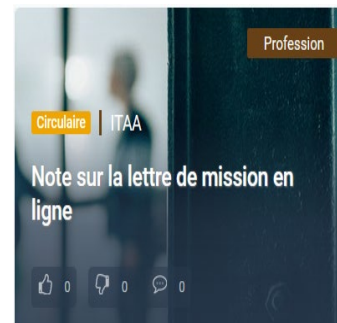 Profession
Circulaire | ITAA
Note sur la lettre de mission en
ligne
0 0 0